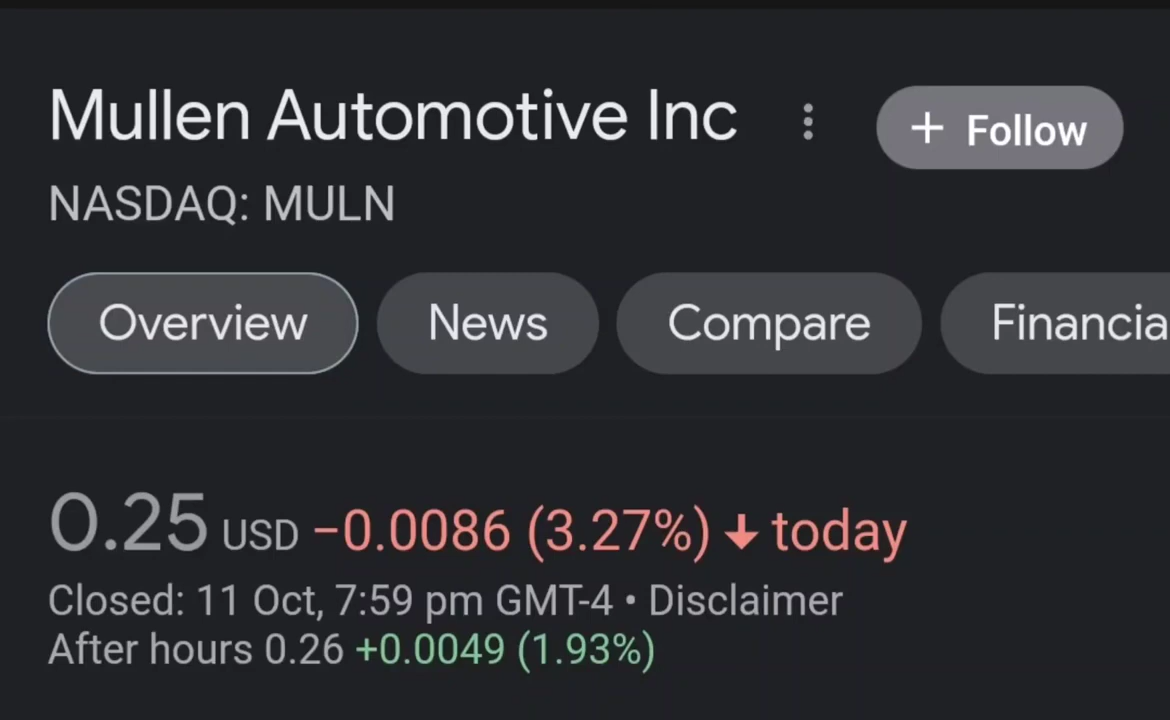 Mullen Automotive Inc
+ Follow
NASDAQ: MULN
Overview News Compare Financia
0.25 USD −0.0086 (3.27%) ↓ today
Closed: 11 Oct, 7:59 pm GMT-4 • Disclaimer
After hours 0.26 +0.0049 (1.93%)